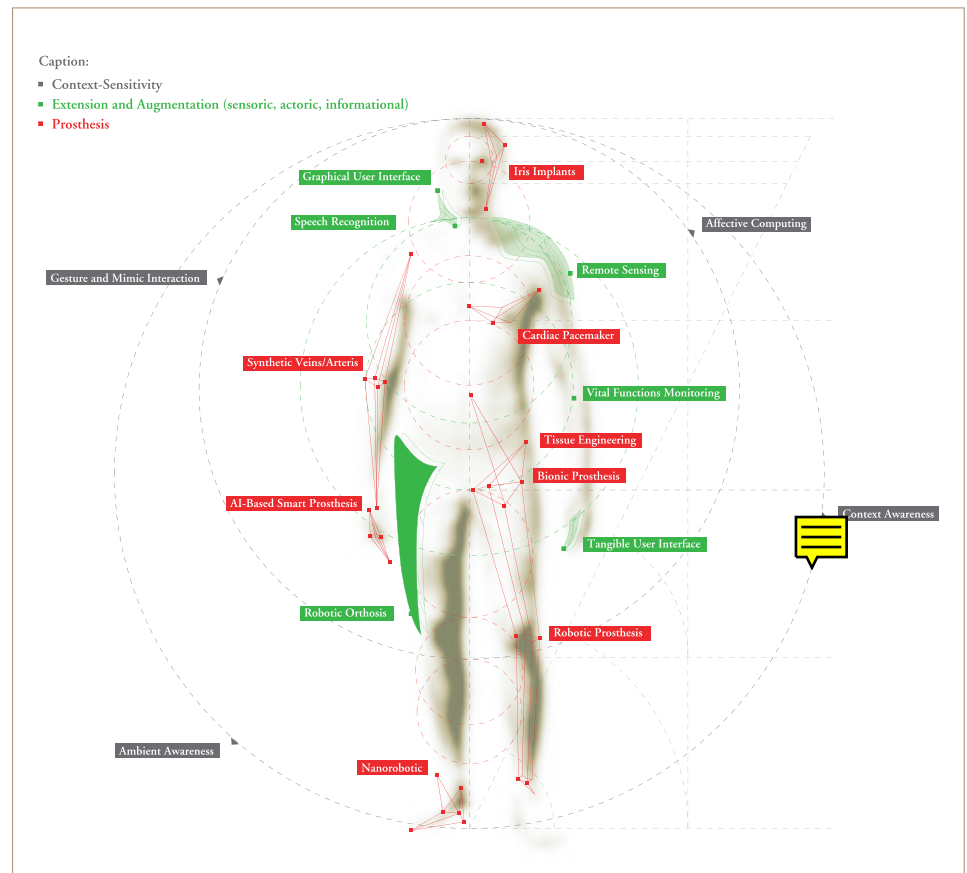 Caption:
Context-Sensitivity
Extension and Augmentation (sensoric, actoric, informational)
Prosthesis
Iris Implants
Graphical User Interface
Speech Recognition
Affective Computing
Gesture and Mimic Interaction
Remote Sensing
Cardiac Pacemaker
Synthetic Veins/Arteris
Vital Functions Monitoring
Tissue Engineering
Bionic Prosthesis
AI-Based Smart Prosthesis
Context Awareness
Tangible User Interface
Robotic Orthosis
Robotic Prosthesis
Ambient Awareness
Nanorobotic